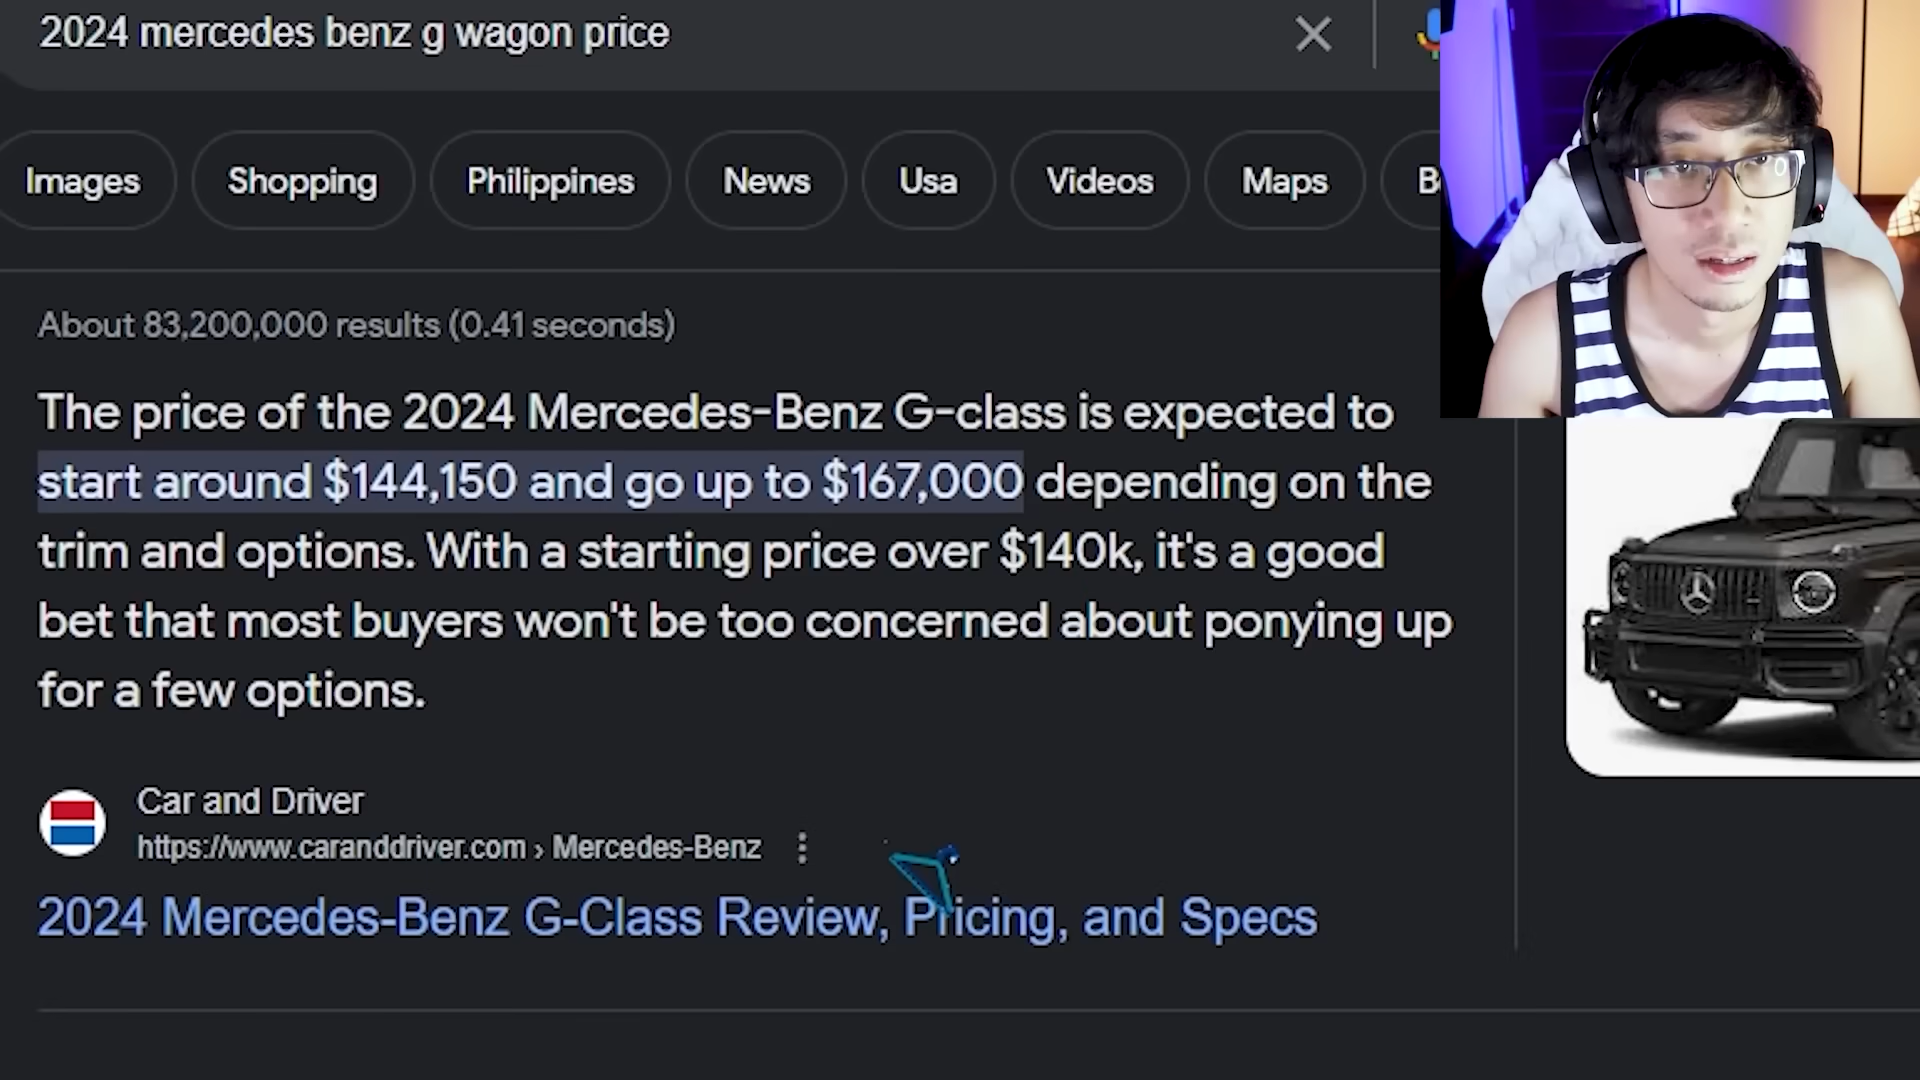 2024 mercedes benz g wagon price
Images
Shopping
Philippines
News
Usa
Videos
Maps
About 83,200,000 results (0.41 seconds)
The price of the 2024 Mercedes-Benz G-class is expected to
start around $144,150 and go up to $167,000 depending on the
trim and options. With a starting price over $140k, it's a good
bet that most buyers won't be too concerned about ponying up
for a few options.
Car and Driver
https://www.caranddriver.com › Mercedes-Benz
2024 Mercedes-Benz G-Class Review, Pricing, and Specs